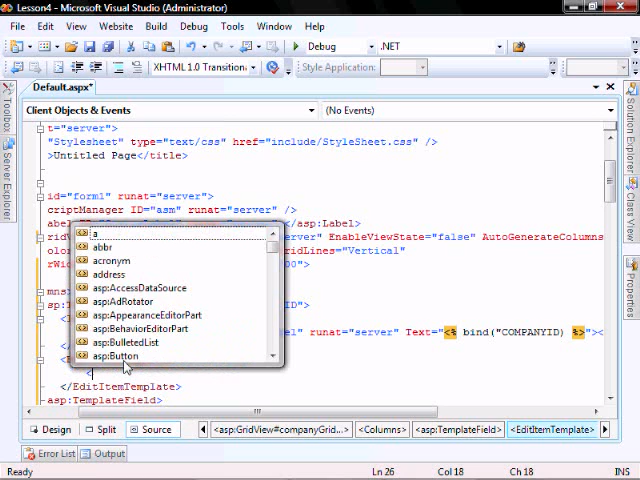 Lesson4 - Microsoft Visual Studio (Administrator)
File Edit View Website Build Debug Tools Window Help
Debug .NET
XHTML 1.0 Transition Style Application:
Default.aspx*
Client Objects & Events (No Events)
Toolbox
Server Explorer
Solution Explorer
Class View
Properties
t="server">
"Stylesheet" type="text/css" href="include/StyleSheet.css" />
>Untitled Page</title>
id="form1" runat="server">
criptManager ID="asm" runat="server" />
></asp:Label>
ridV server" EnableViewState="false" AutoGenerateColumns
olor ridLines="Vertical"
rW 00">
mns
sp:T ID">
<I
el" runat="server" Text="<% bind("COMPANYID) %>"><
</
<E
<
</EditItemTemplate>
asp:TemplateField>
a
abbr
acronym
address
asp:AccessDataSource
asp:AdRotator
asp:AppearanceEditorPart
asp:BehaviorEditorPart
asp:BulletedList
asp:Button
Design Split Source <asp:GridView#companyGrid...> <Columns> <asp:TemplateField> <EditItemTemplate>
Error List Output
Ready Ln 26 Col 18 Ch 18 INS